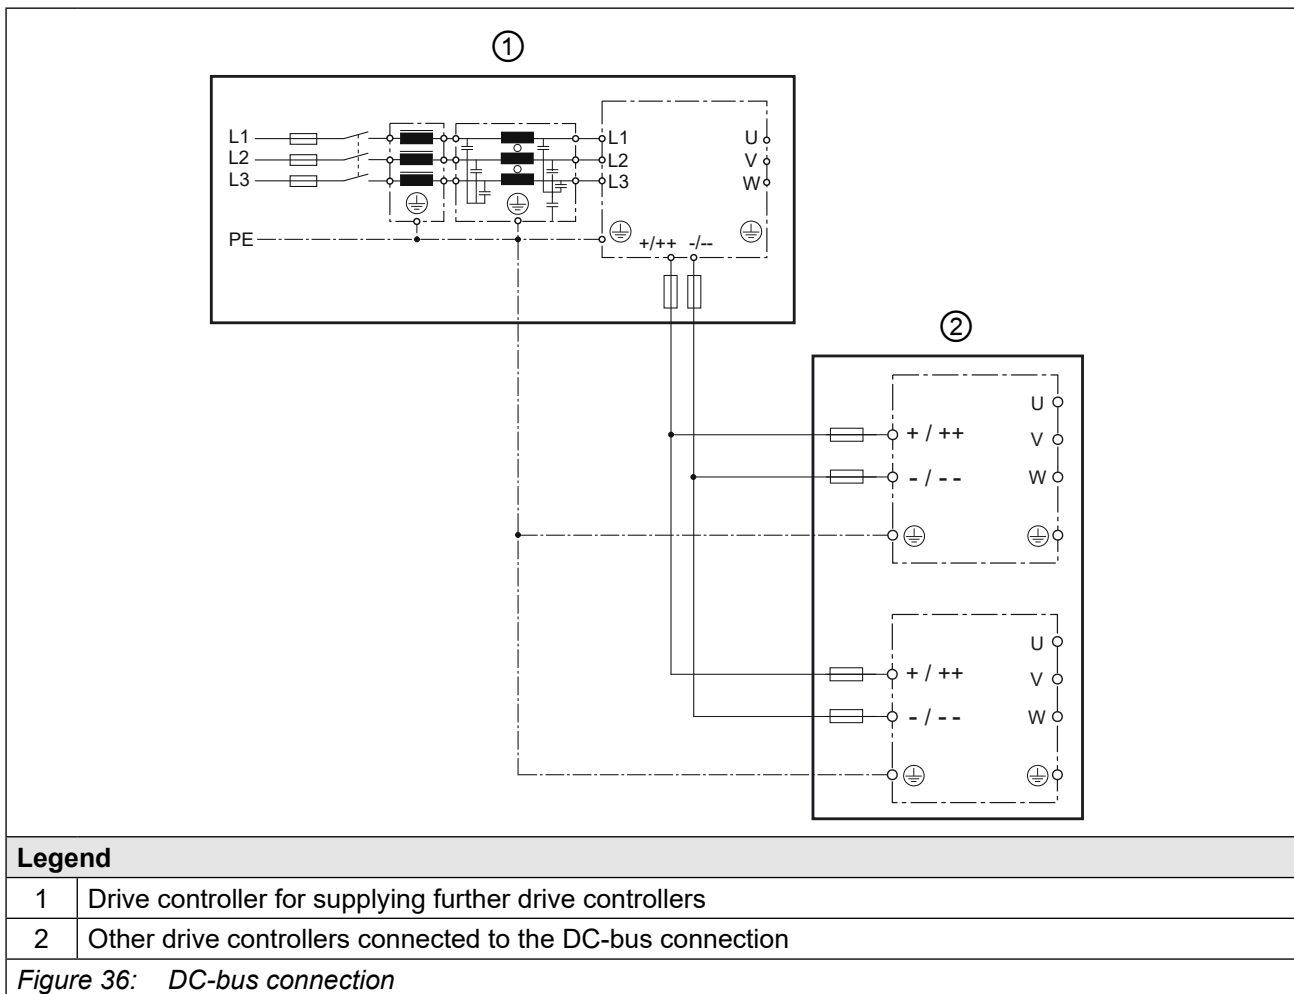 1
L1
L2
L3
PE
L1
L2
L3
U
V
W
+/++ -/--
2
U
+ / ++
V
- / - -
W
U
+ / ++
V
- / - -
W
Legend
1 Drive controller for supplying further drive controllers
2 Other drive controllers connected to the DC-bus connection
Figure 36: DC-bus connection